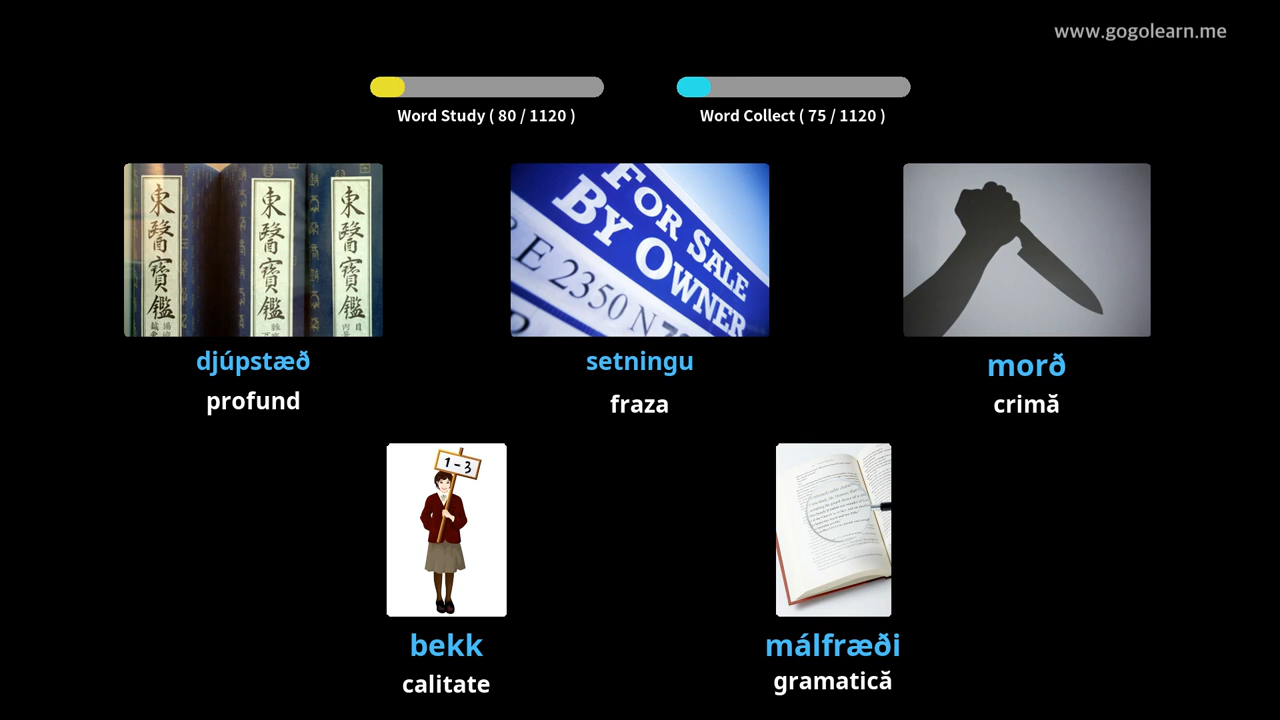 www.gogolearn.me
Word Study ( 80 / 1120 )
Word Collect ( 75 / 1120 )
東醫寶鑑
東醫寶鑑
東醫寶鑑
FOR SALE
BY OWNER
E 2350 N
djúpstæð
setningu
morð
profund
fraza
crimă
1-3
bekk
málfræði
calitate
gramatică